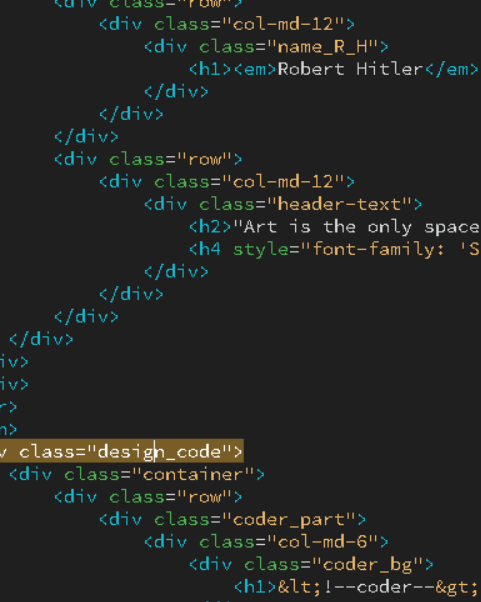 <div class="row">
<div class="col-md-12">
<div class="name_R_H">
<h1><em>Robert Hitler</em>
</div>
</div>
</div>
<div class="row">
<div class="col-md-12">
<div class="header-text">
<h2>"Art is the only space
<h4 style="font-family: 'S
</div>
</div>
</div>
</div>
iv>
iv>
r>
n>
v class="design_code">
<div class="container">
<div class="row">
<div class="coder_part">
<div class="col-md-6">
<div class="coder_bg">
<h1>&lt;!--coder--&gt;